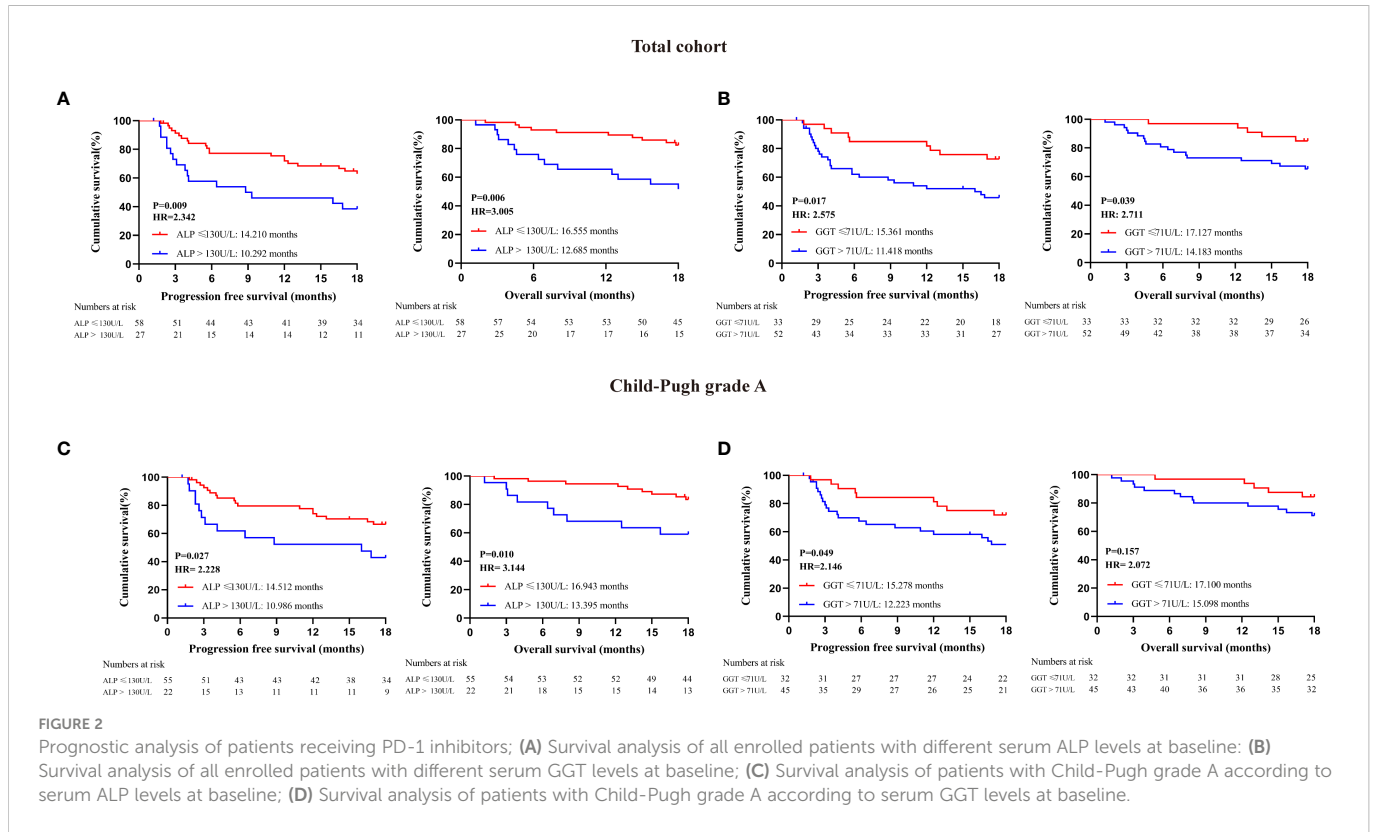 Total cohort
A
Cumulative survival(%)
100
80
60
40
20
0
P=0.009
HR=2.342
ALP ≤130U/L: 14.210 months
ALP > 130U/L: 10.292 months
0 3 6 9 12 15 18
Progression free survival (months)
Numbers at risk
ALP ≤130U/L 58 51 44 43 41 39 34
ALP > 130U/L 27 21 15 14 14 12 11
Cumulative survival(%)
100
80
60
40
20
0
P=0.006
HR=3.005
ALP ≤130U/L: 16.555 months
ALP > 130U/L: 12.685 months
0 6 12 18
Overall survival (months)
ALP ≤130U/L 58 57 54 53 53 50 45
ALP > 130U/L 27 25 20 17 17 16 15
B
Cumulative survival(%)
100
80
60
40
20
0
P=0.017
HR: 2.575
GGT ≤71U/L: 15.361 months
GGT > 71U/L: 11.418 months
0 3 6 9 12 15 18
Progression free survival (months)
Numbers at risk
GGT ≤71U/L 33 29 25 24 22 20 18
GGT > 71U/L 52 43 34 33 33 31 27
Cumulative survival(%)
100
80
60
40
20
0
P=0.039
HR: 2.711
GGT ≤71U/L: 17.127 months
GGT > 71U/L: 14.183 months
0 3 6 9 12 15 18
Overall survival (months)
GGT ≤71U/L 33 33 32 32 32 29 26
GGT > 71U/L 52 49 42 38 38 37 34
Child-Pugh grade A
C
Cumulative survival(%)
100
80
60
40
20
0
P=0.027
HR= 2.228
ALP ≤130U/L: 14.512 months
ALP > 130U/L: 10.986 months
0 3 6 9 12 15 18
Progression free survival (months)
Numbers at risk
ALP ≤130U/L 55 51 43 43 42 38 34
ALP > 130U/L 22 15 13 11 11 11 9
Cumulative survival(%)
100
80
60
40
20
0
P=0.010
HR= 3.144
ALP ≤130U/L: 16.943 months
ALP > 130U/L: 13.395 months
0 3 6 9 12 15 18
Overall survival (months)
ALP ≤130U/L 55 54 53 52 52 49 44
ALP > 130U/L 22 21 18 15 15 14 13
D
Cumulative survival(%)
100
80
60
40
20
0
P=0.049
HR=2.146
GGT ≤71U/L: 15.278 months
GGT > 71U/L: 12.223 months
0 3 6 9 12 15 18
Progression free survival (months)
Numbers at risk
GGT ≤71U/L 32 31 27 27 27 24 22
GGT > 71U/L 45 35 29 27 26 25 21
Cumulative survival(%)
100
80
60
40
20
0
P=0.157
HR= 2.072
GGT ≤71U/L: 17.100 months
GGT > 71U/L: 15.098 months
0 3 6 9 12 15 18
Overall survival (months)
GGT ≤71U/L 32 32 31 31 31 28 25
GGT > 71U/L 45 43 40 36 36 35 32
FIGURE 2
Prognostic analysis of patients receiving PD-1 inhibitors; (A) Survival analysis of all enrolled patients with different serum ALP levels at baseline: (B)
Survival analysis of all enrolled patients with different serum GGT levels at baseline; (C) Survival analysis of patients with Child-Pugh grade A according to
serum ALP levels at baseline; (D) Survival analysis of patients with Child-Pugh grade A according to serum GGT levels at baseline.